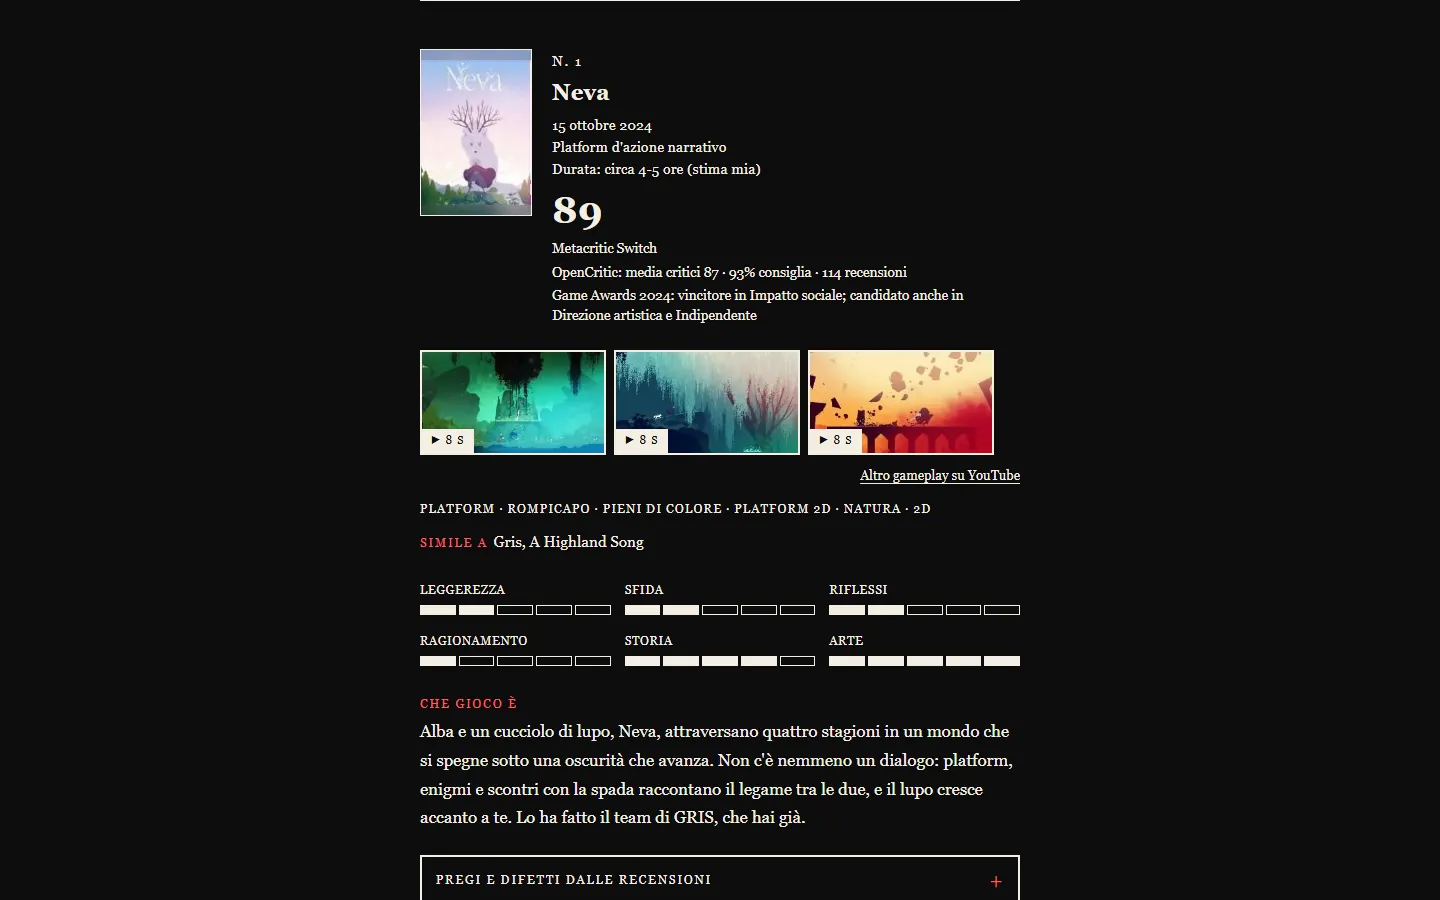 Neva
N. 1
Neva
15 ottobre 2024
Platform d'azione narrativo
Durata: circa 4-5 ore (stima mia)
89
Metacritic Switch
OpenCritic: media critici 87 · 93% consiglia · 114 recensioni
Game Awards 2024: vincitore in Impatto sociale; candidato anche in
Direzione artistica e Indipendente
▶ 8 S
▶ 8 S
▶ 8 S
Altro gameplay su YouTube
PLATFORM · ROMPICAPO · PIENI DI COLORE · PLATFORM 2D · NATURA · 2D
SIMILE A Gris, A Highland Song
LEGGEREZZA
SFIDA
RIFLESSI
RAGIONAMENTO
STORIA
ARTE
CHE GIOCO È
Alba e un cucciolo di lupo, Neva, attraversano quattro stagioni in un mondo che
si spegne sotto una oscurità che avanza. Non c'è nemmeno un dialogo: platform,
enigmi e scontri con la spada raccontano il legame tra le due, e il lupo cresce
accanto a te. Lo ha fatto il team di GRIS, che hai già.
PREGI E DIFETTI DALLE RECENSIONI +